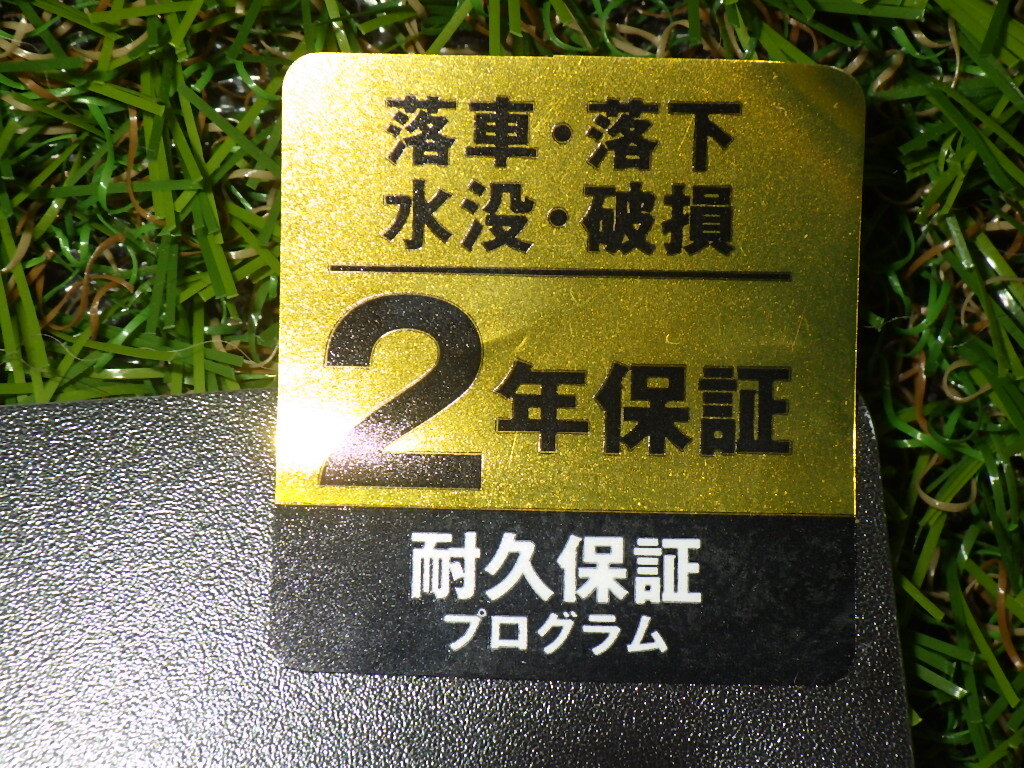 落車・落下
水没・破損
2年保証
耐久保証
プログラム